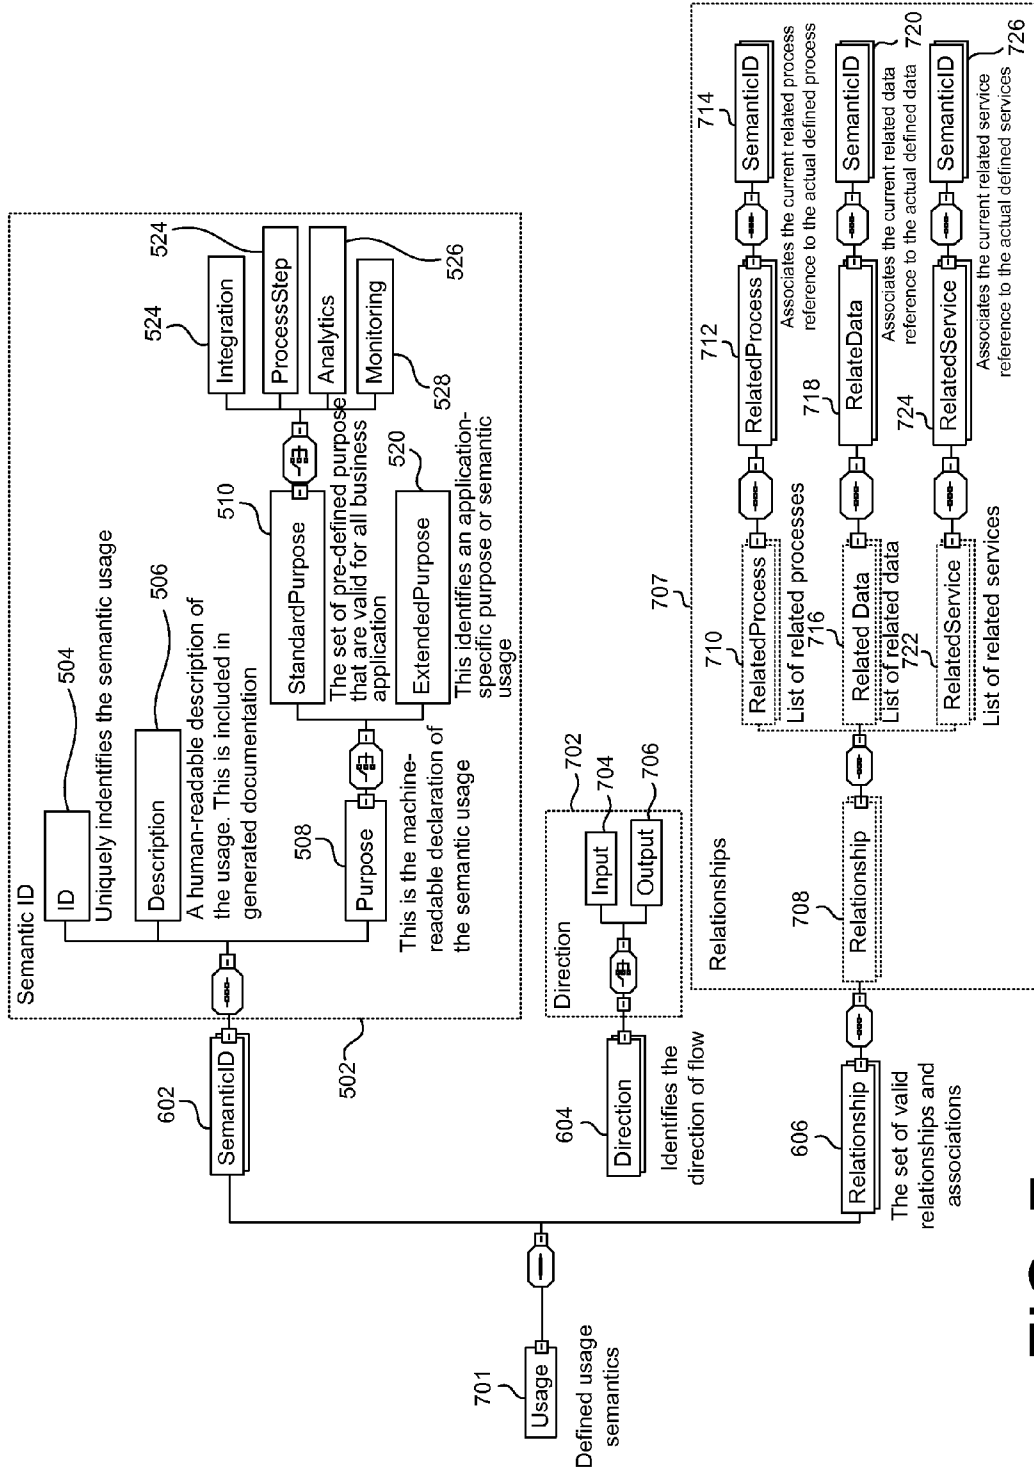 Semantic ID
602
SemanticID
502
ID
504
Uniquely indentifies the semantic usage
Description
506
A human-readable description of
the usage. This is included in
generated documentation
508
Purpose
This is the machine-
readable declaration of
the semantic usage
510
StandardPurpose
The set of pre-defined purpose
that are valid for all business
application
520
ExtendedPurpose
This identifies an application-
specific purpose or semantic
usage
524
Integration
524
ProcessStep
Analytics
526
Monitoring
528
701
Usage
Defined usage
semantics
604
Direction
Identifies the
direction of flow
Direction
702
Input
704
Output
706
606
Relationship
The set of valid
relationships and
associations
707
Relationships
708
Relationship
710
RelatedProcess
List of related processes
716
Related Data
List of related data
722
RelatedService
List of related services
712
RelatedProcess
714
SemanticID
Associates the current related process
reference to the actual defined process
718
RelateData
SemanticID
720
Associates the current related data
reference to the actual defined data
724
RelatedService
SemanticID
726
Associates the current related service
reference to the actual defined services